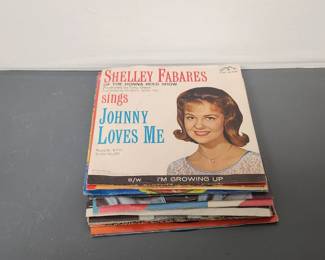 SHELLEY FABARES
OF THE DONNA REED SHOW
sings
JOHNNY
LOVES ME
b/w I'M GROWING UP